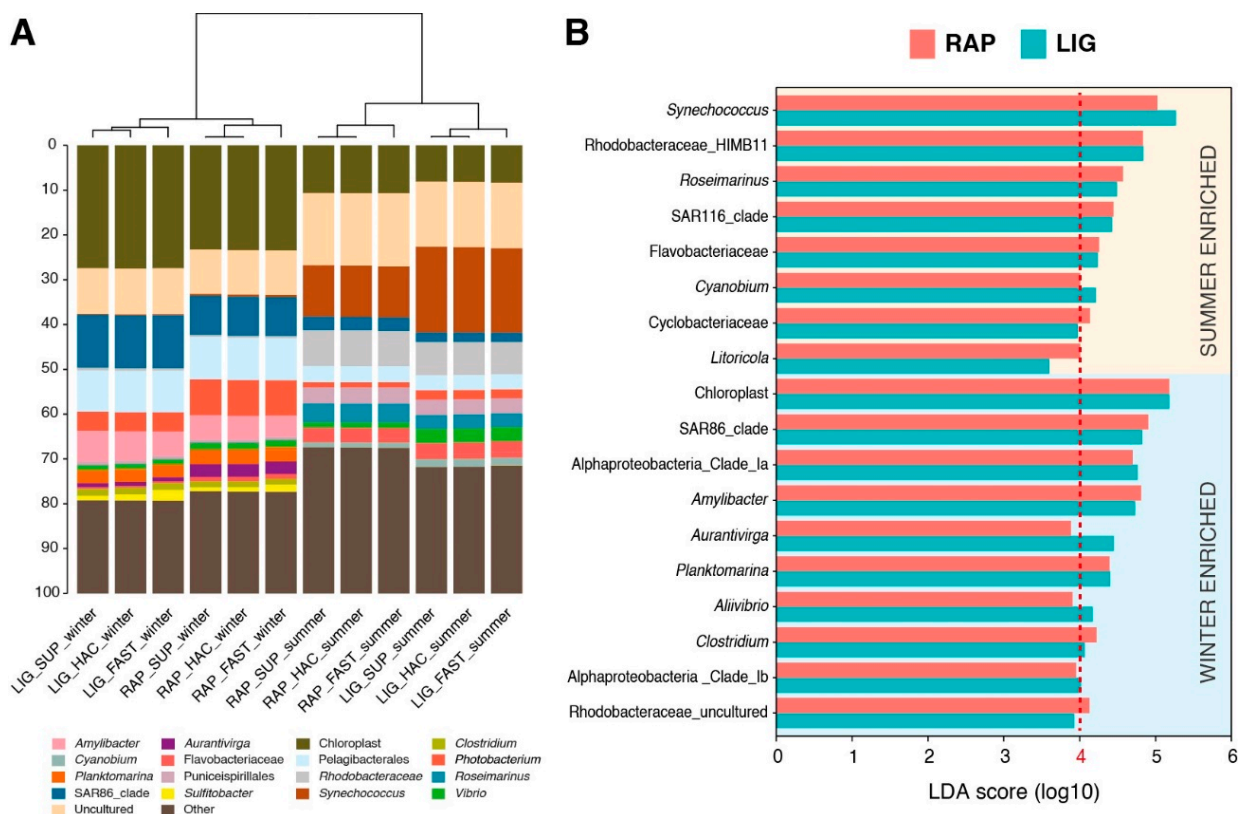 A
0
10
20
30
40
50
60
70
80
90
100
LIG_SUP_winter
LIG_HAC_winter
LIG_FAST_winter
RAP_SUP_winter
RAP_HAC_winter
RAP_FAST_winter
RAP_SUP_summer
RAP_HAC_summer
RAP_FAST_summer
LIG_SUP_summer
LIG_HAC_summer
LIG_FAST_summer
Amylibacter Aurantivirga Chloroplast Clostridium
Cyanobium Flavobacteriaceae Pelagibacterales Photobacterium
Planktomarina Puniceispirillales Rhodobacteraceae Roseimarinus
SAR86_clade Sulfitobacter Synechococcus Vibrio
Uncultured Other
B
RAP LIG
Synechococcus
Rhodobacteraceae_HIMB11
Roseimarinus
SAR116_clade
Flavobacteriaceae
Cyanobium
Cyclobacteriaceae
Litoricola
Chloroplast
SAR86_clade
Alphaproteobacteria_Clade_Ia
Amylibacter
Aurantivirga
Planktomarina
Aliivibrio
Clostridium
Alphaproteobacteria _Clade_Ib
Rhodobacteraceae_uncultured
SUMMER ENRICHED
WINTER ENRICHED
0 1 2 3 4 5 6
LDA score (log10)